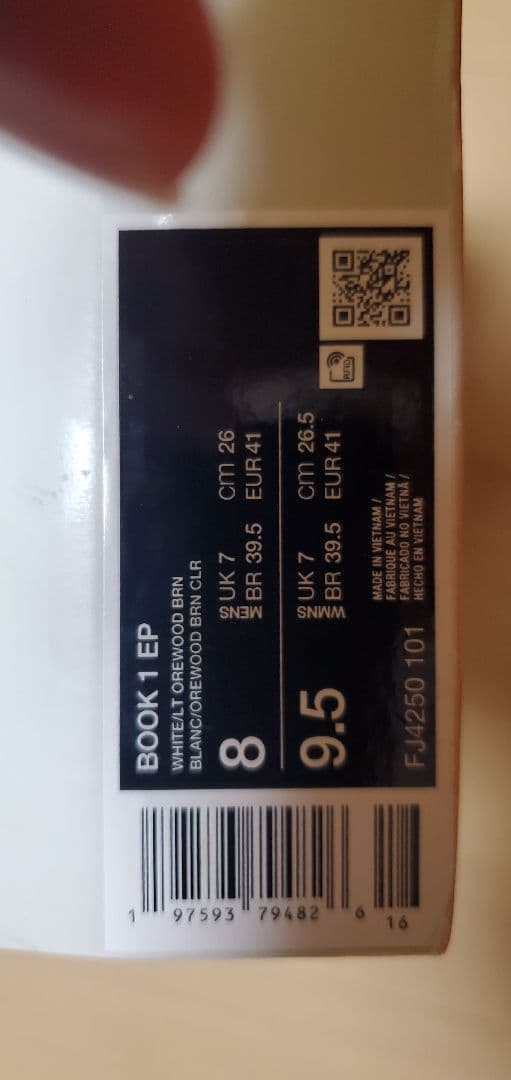 BOOK 1 EP
WHITE/LT OREWOOD BRN
BLANC/OREWOOD BRN CLR
8
MENS
UK 7 cm 26
BR 39.5 EUR 41
9.5
WMNS
UK 7 cm 26.5
BR 39.5 EUR 41
RFID
MADE IN VIETNAM /
FABRIQUE AU VIETNAM /
FABRICADO NO VIETNÃ /
HECHO EN VIETNAM
FJ4250 101
1 97593 79482 6 16